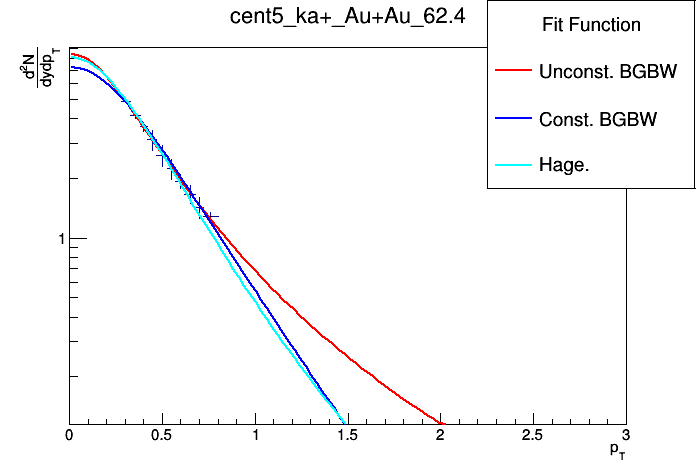 cent5_ka+_Au+Au_62.4
Fit Function
Unconst. BGBW
Const. BGBW
Hage.
d²N
dydp_T
1
0 0.5 1 1.5 2 2.5 3
p_T